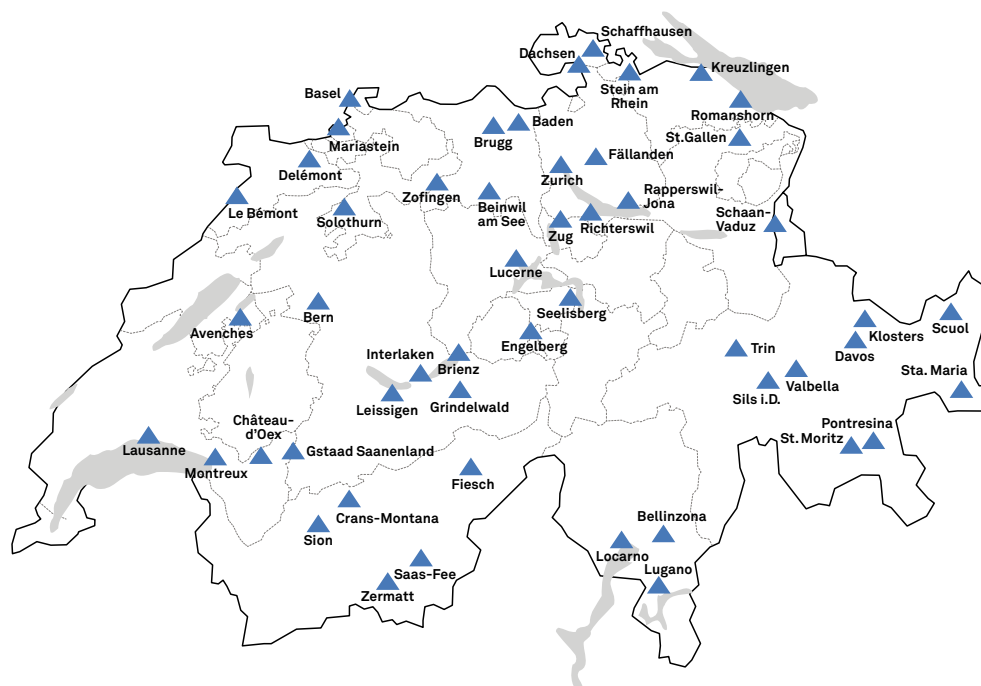 Schaffhausen
Dachsen
Kreuzlingen
Stein am
Rhein
Basel
Romanshorn
Baden
Brugg
St.Gallen
Mariastein
Fällanden
Delémont
Zurich
Zofingen
Beinwil
am See
Rapperswil-
Jona
Le Bémont
Solothurn
Schaan-
Vaduz
Zug
Richterswil
Lucerne
Seelisberg
Bern
Avenches
Engelberg
Klosters
Scuol
Interlaken
Brienz
Trin
Davos
Sta. Maria
Valbella
Leissigen
Grindelwald
Sils i.D.
Château-
d'Oex
Pontresina
St. Moritz
Lausanne
Gstaad Saanenland
Montreux
Fiesch
Crans-Montana
Bellinzona
Sion
Locarno
Lugano
Saas-Fee
Zermatt